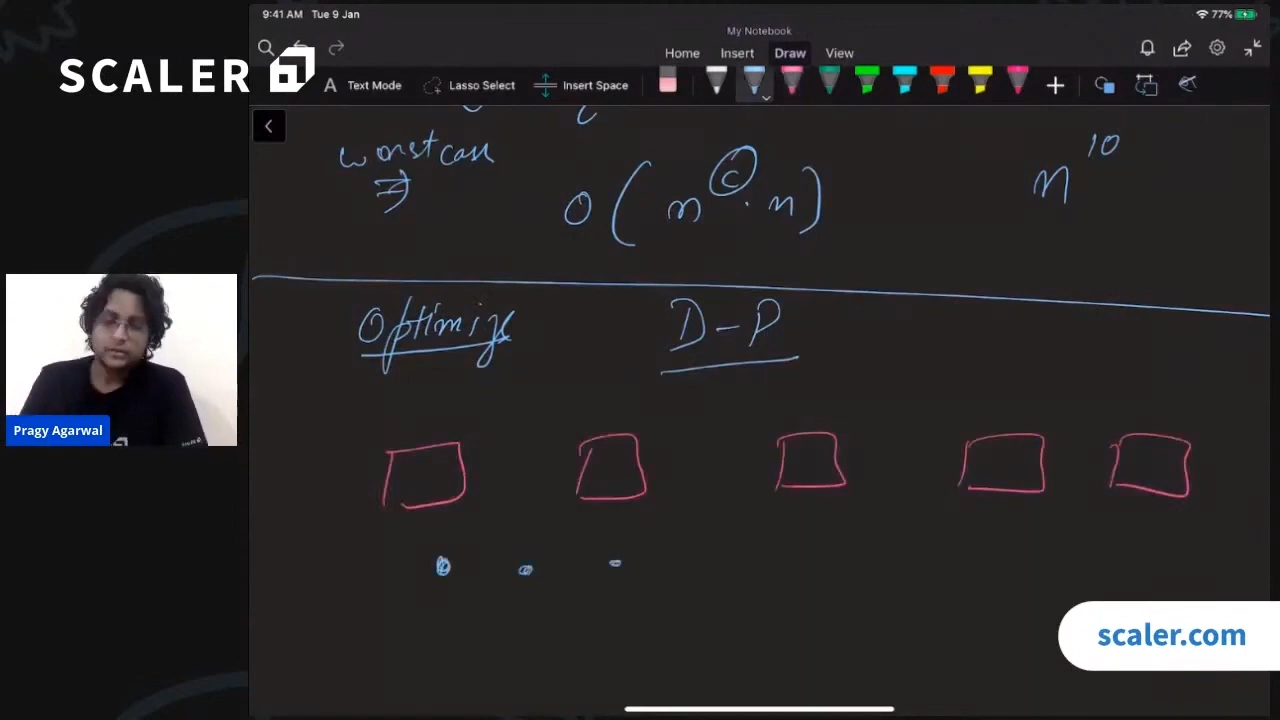 9:41 AM Tue 9 Jan
77%
My Notebook
Home Insert Draw View
SCALER
Text Mode
Lasso Select
Insert Space
worst case
⇒
O ( n^c . n )
n^10
Optimize
D-P
Pragy Agarwal
scaler.com